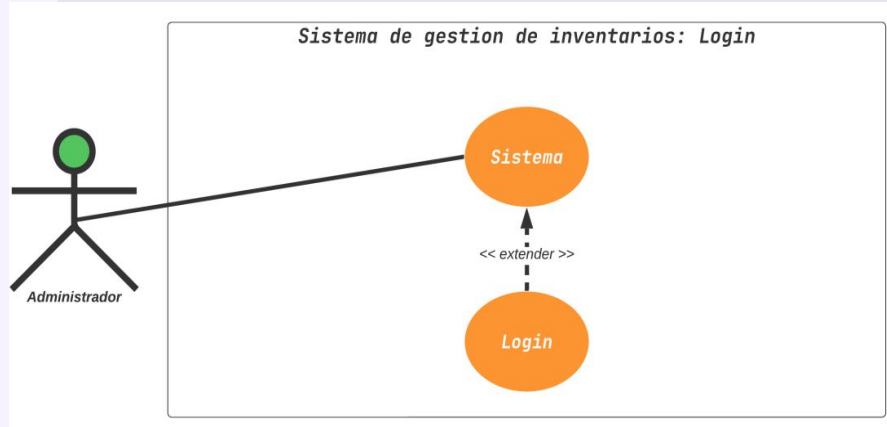 Sistema de gestion de inventarios: Login
Sistema
<< extender >>
Administrador
Login